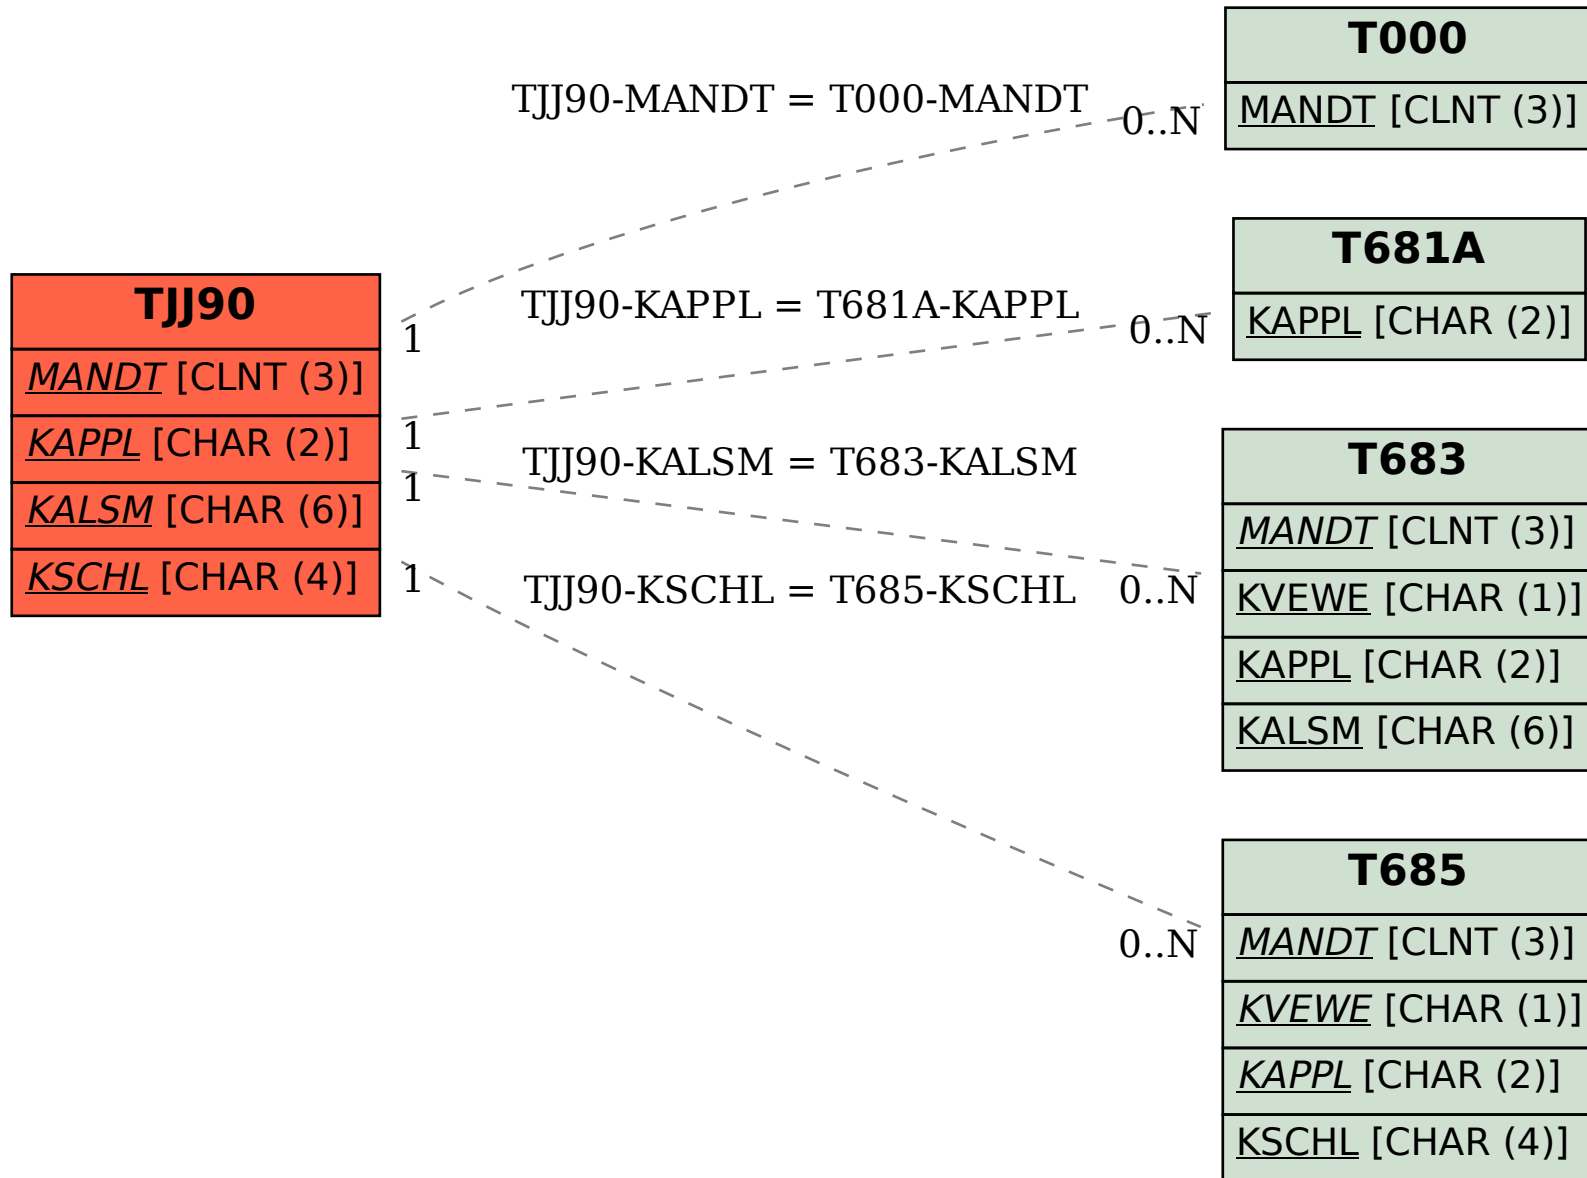 TJJ90
MANDT [CLNT (3)]
KAPPL [CHAR (2)]
KALSM [CHAR (6)]
KSCHL [CHAR (4)]
TJJ90-MANDT = T000-MANDT
0..N
1
TJJ90-KAPPL = T681A-KAPPL
0..N
1
TJJ90-KALSM = T683-KALSM
1
0..N
TJJ90-KSCHL = T685-KSCHL
1
0..N
T000
MANDT [CLNT (3)]
T681A
KAPPL [CHAR (2)]
T683
MANDT [CLNT (3)]
KVEWE [CHAR (1)]
KAPPL [CHAR (2)]
KALSM [CHAR (6)]
T685
MANDT [CLNT (3)]
KVEWE [CHAR (1)]
KAPPL [CHAR (2)]
KSCHL [CHAR (4)]